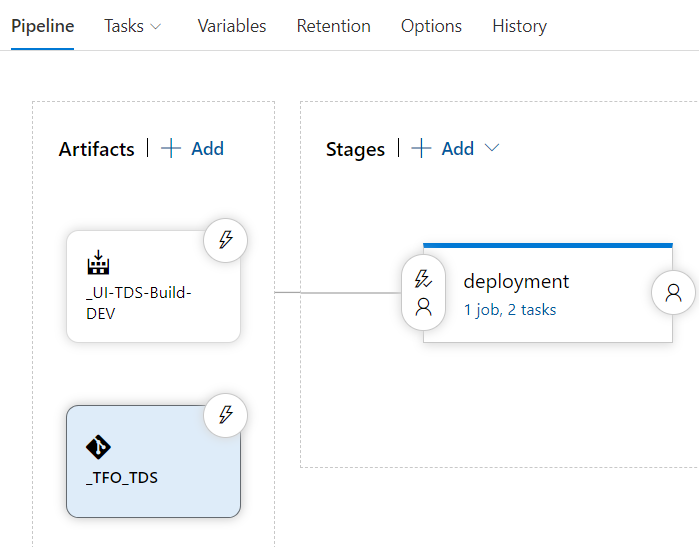 Pipeline Tasks Variables Retention Options History
Artifacts | + Add
Stages | + Add
_UI-TDS-Build-
DEV
deployment
1 job, 2 tasks
_TFO_TDS